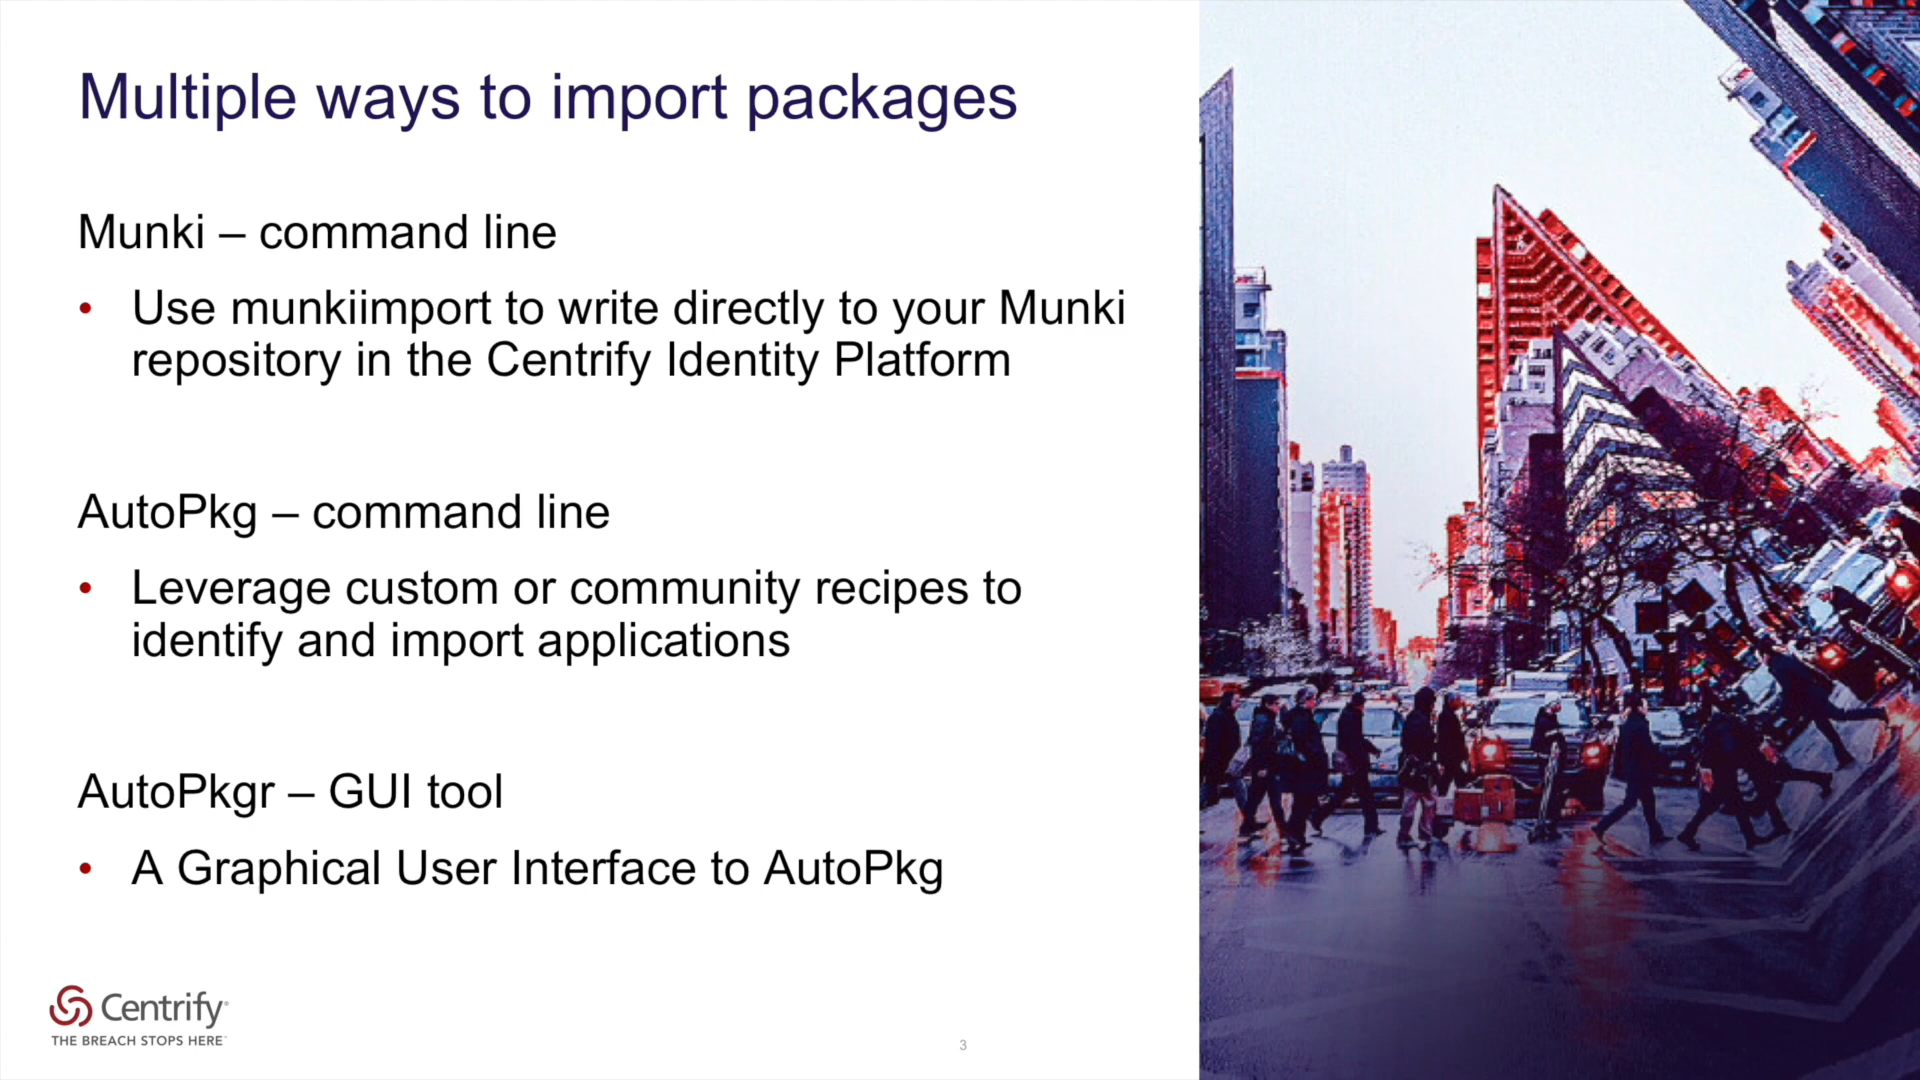 Multiple ways to import packages
Munki – command line
• Use munkiimport to write directly to your Munki
repository in the Centrify Identity Platform
AutoPkg – command line
• Leverage custom or community recipes to
identify and import applications
AutoPkgr – GUI tool
• A Graphical User Interface to AutoPkg
Centrify®
THE BREACH STOPS HERE™
3